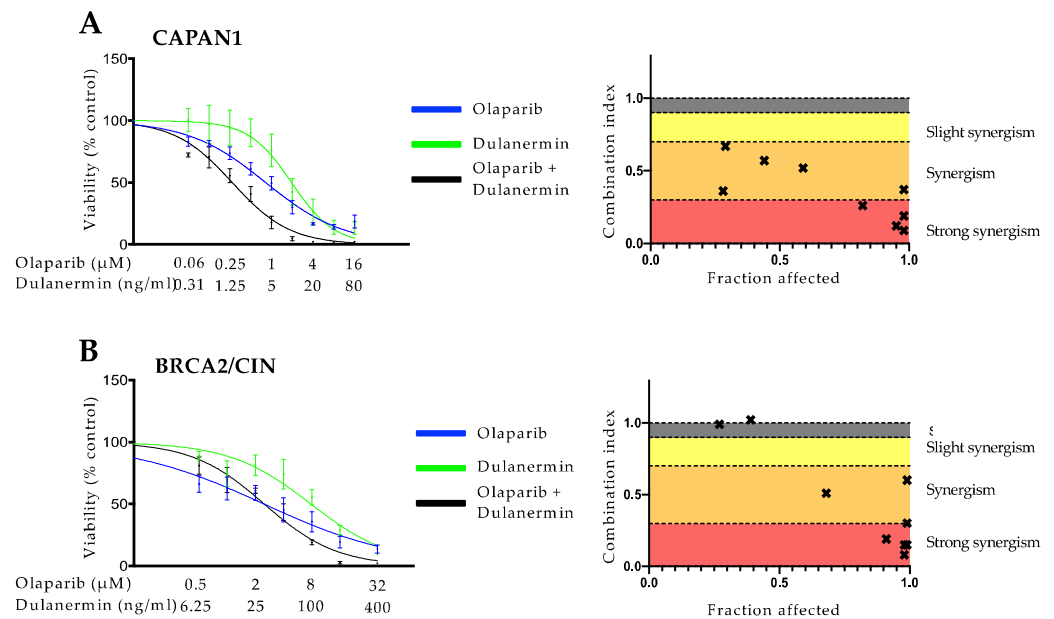 A
CAPAN1
150
100
50
0
Viability (% control)
Olaparib (μM) 0.06 0.25 1 4 16
Dulanermin (ng/ml) 0.31 1.25 5 20 80
Olaparib
Dulanermin
Olaparib +
Dulanermin
Combination index
1.0
0.5
0.0
0.0 0.5 1.0
Fraction affected
Slight synergism
Synergism
Strong synergism
B
BRCA2/CIN
150
100
50
0
Viability (% control)
Olaparib (μM) 0.5 2 8 32
Dulanermin (ng/ml) 6.25 25 100 400
Olaparib
Dulanermin
Olaparib +
Dulanermin
Combination index
1.0
0.5
0.0
0.0 0.5 1.0
Fraction affected
Slight synergism
Synergism
Strong synergism